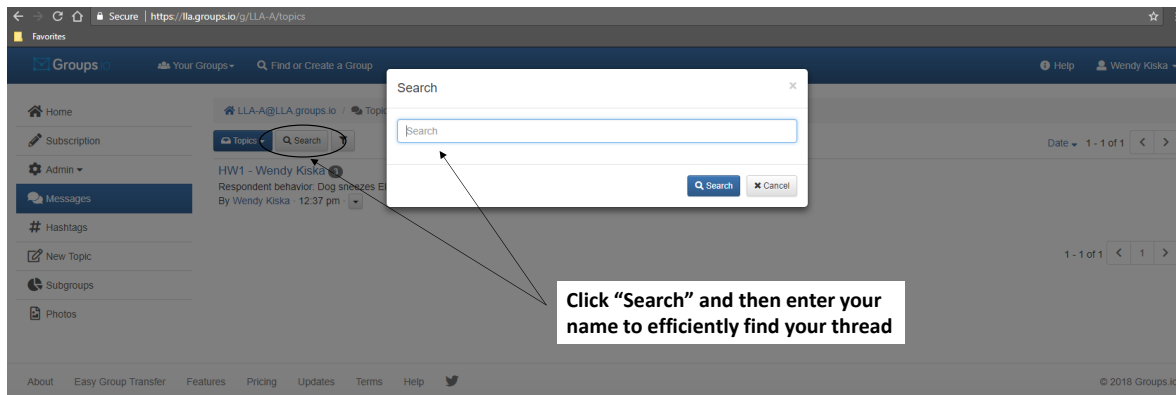 Secure | https://lla.groups.io/g/LLA-A/topics
Favorites
Groups.io Your Groups Find or Create a Group Help Wendy Kiska
Search ×
Home LLA-A@LLA.groups.io / Topic
Search
Subscription Topics Search Date 1 - 1 of 1
Admin HW1 - Wendy Kiska 3
Respondent behavior: Dog sneezes El
Search Cancel
Messages By Wendy Kiska · 12:37 pm ·
# Hashtags
New Topic 1 - 1 of 1 1
Subgroups
Click “Search” and then enter your
name to efficiently find your thread
Photos
About Easy Group Transfer Features Pricing Updates Terms Help © 2018 Groups.io